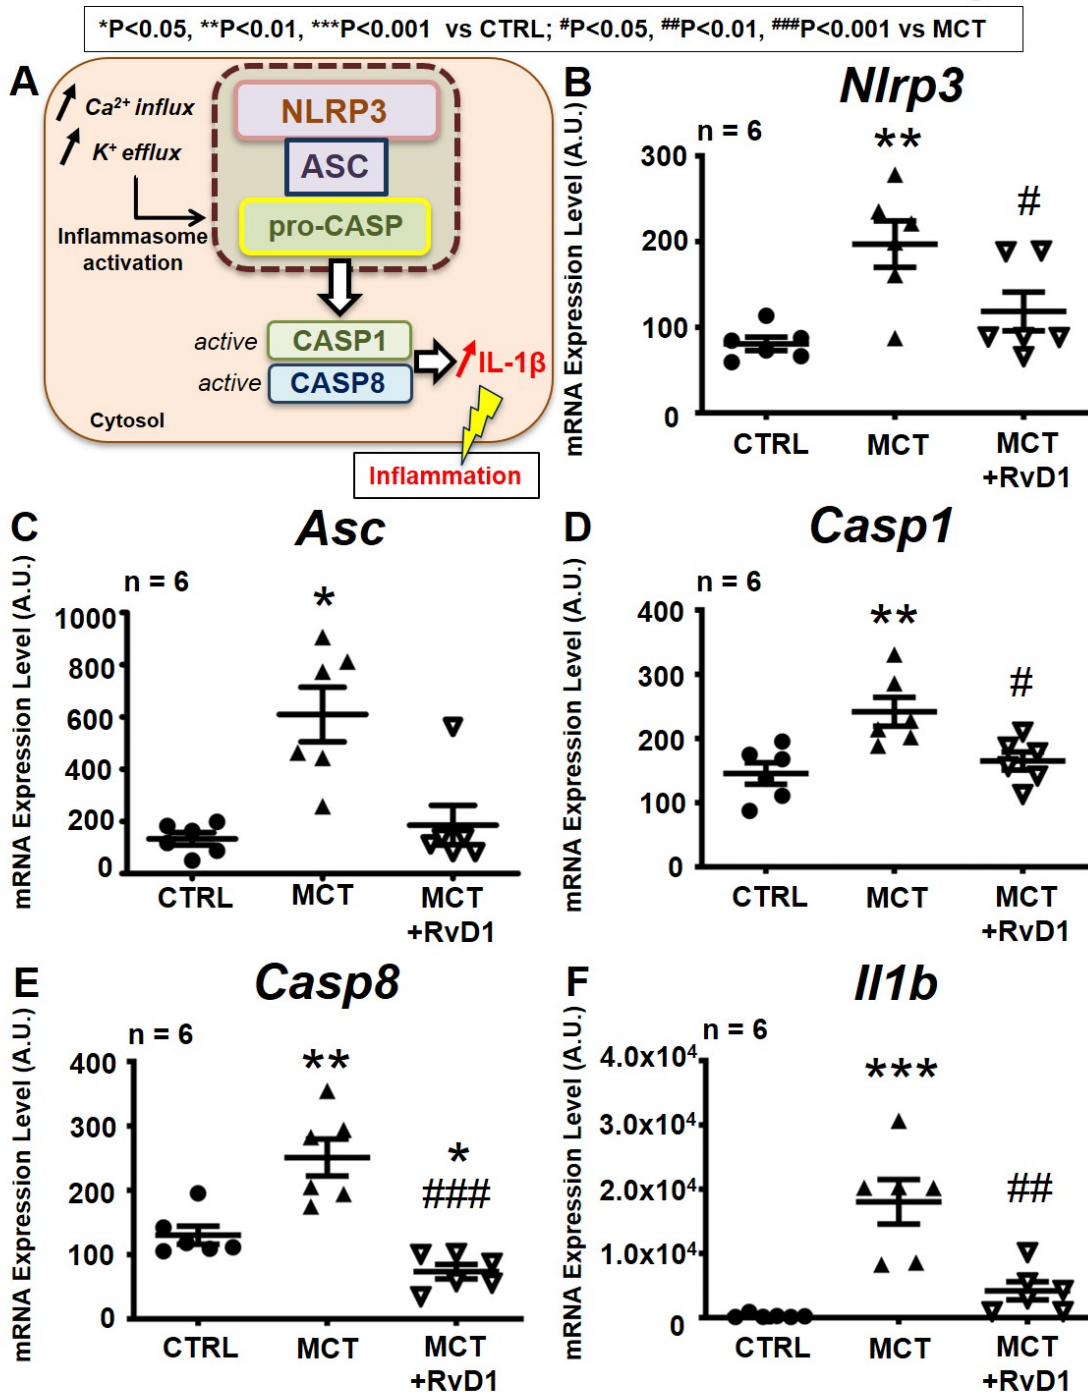 *P<0.05, **P<0.01, ***P<0.001 vs CTRL; #P<0.05, ##P<0.01, ###P<0.001 vs MCT
A
Ca²⁺ influx
K⁺ efflux
Inflammasome
activation
NLRP3
ASC
pro-CASP
active CASP1
active CASP8
IL-1β
Cytosol
Inflammation
B
Nlrp3
mRNA Expression Level (A.U.)
n = 6
**
#
300
200
100
0
CTRL
MCT
MCT
+RvD1
C
Asc
mRNA Expression Level (A.U.)
n = 6
*
1000
800
600
400
200
0
CTRL
MCT
MCT
+RvD1
D
Casp1
mRNA Expression Level (A.U.)
n = 6
**
#
400
300
200
100
0
CTRL
MCT
MCT
+RvD1
E
Casp8
mRNA Expression Level (A.U.)
n = 6
**
*
###
400
300
200
100
0
CTRL
MCT
MCT
+RvD1
F
Il1b
mRNA Expression Level (A.U.)
n = 6
***
##
4.0x10⁴
3.0x10⁴
2.0x10⁴
1.0x10⁴
0
CTRL
MCT
MCT
+RvD1